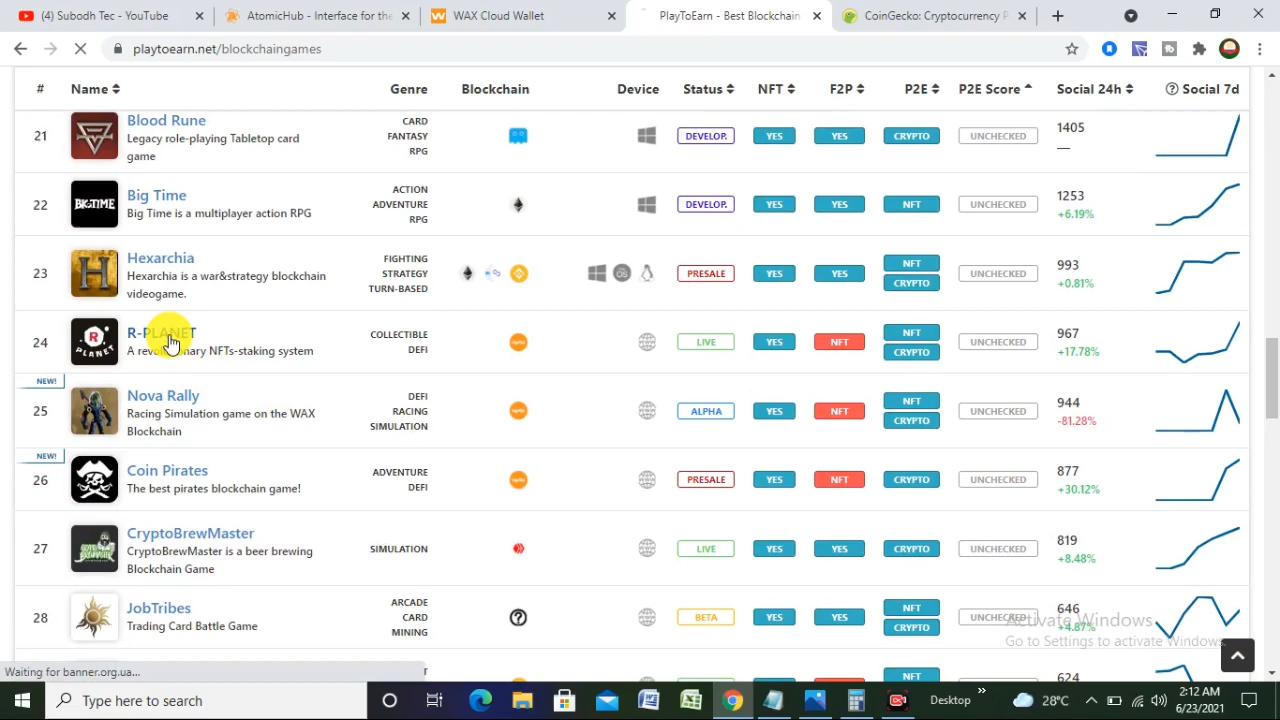 (4) Subodh Tec - YouTube
AtomicHub - Interface for the
WAX Cloud Wallet
PlayToEarn - Best Blockchain
CoinGecko: Cryptocurrency P
playtoearn.net/blockchaingames
# Name Genre Blockchain Device Status NFT F2P P2E P2E Score Social 24h Social 7d
21
Blood Rune
Legacy role-playing Tabletop card
game
CARD
FANTASY
RPG
DEVELOP. YES YES CRYPTO UNCHECKED
1405
—
22
BIGTIME
Big Time
Big Time is a multiplayer action RPG
ACTION
ADVENTURE
RPG
DEVELOP. YES YES NFT UNCHECKED
1253
+6.19%
23
H
Hexarchia
Hexarchia is a war&strategy blockchain
videogame.
FIGHTING
STRATEGY
TURN-BASED
OS
PRESALE YES YES NFT
CRYPTO
UNCHECKED
993
+0.81%
24
R
PLANET
R-PLANET
A revolutionary NFTs-staking system
COLLECTIBLE
DEFI
LIVE YES NFT NFT
CRYPTO
UNCHECKED
967
+17.78%
NEW!
25
Nova Rally
Racing Simulation game on the WAX
Blockchain
DEFI
RACING
SIMULATION
ALPHA YES NFT NFT
CRYPTO
UNCHECKED
944
-81.28%
NEW!
26
Coin Pirates
The best pirates blockchain game!
ADVENTURE
DEFI
PRESALE YES NFT CRYPTO UNCHECKED
877
+30.12%
27
CryptoBrewMaster
CryptoBrewMaster is a beer brewing
Blockchain Game
SIMULATION
LIVE YES YES CRYPTO UNCHECKED
819
+8.48%
28
JobTribes
Trading Card Battle Game
ARCADE
CARD
MINING
BETA YES YES NFT
CRYPTO
UNCHECKED
646
+4.87%
Activate Windows
Go to Settings to activate Windows.
NFT
624
Waiting for banner.org.ua...
Type here to search
Desktop
28°C
2:12 AM
6/23/2021